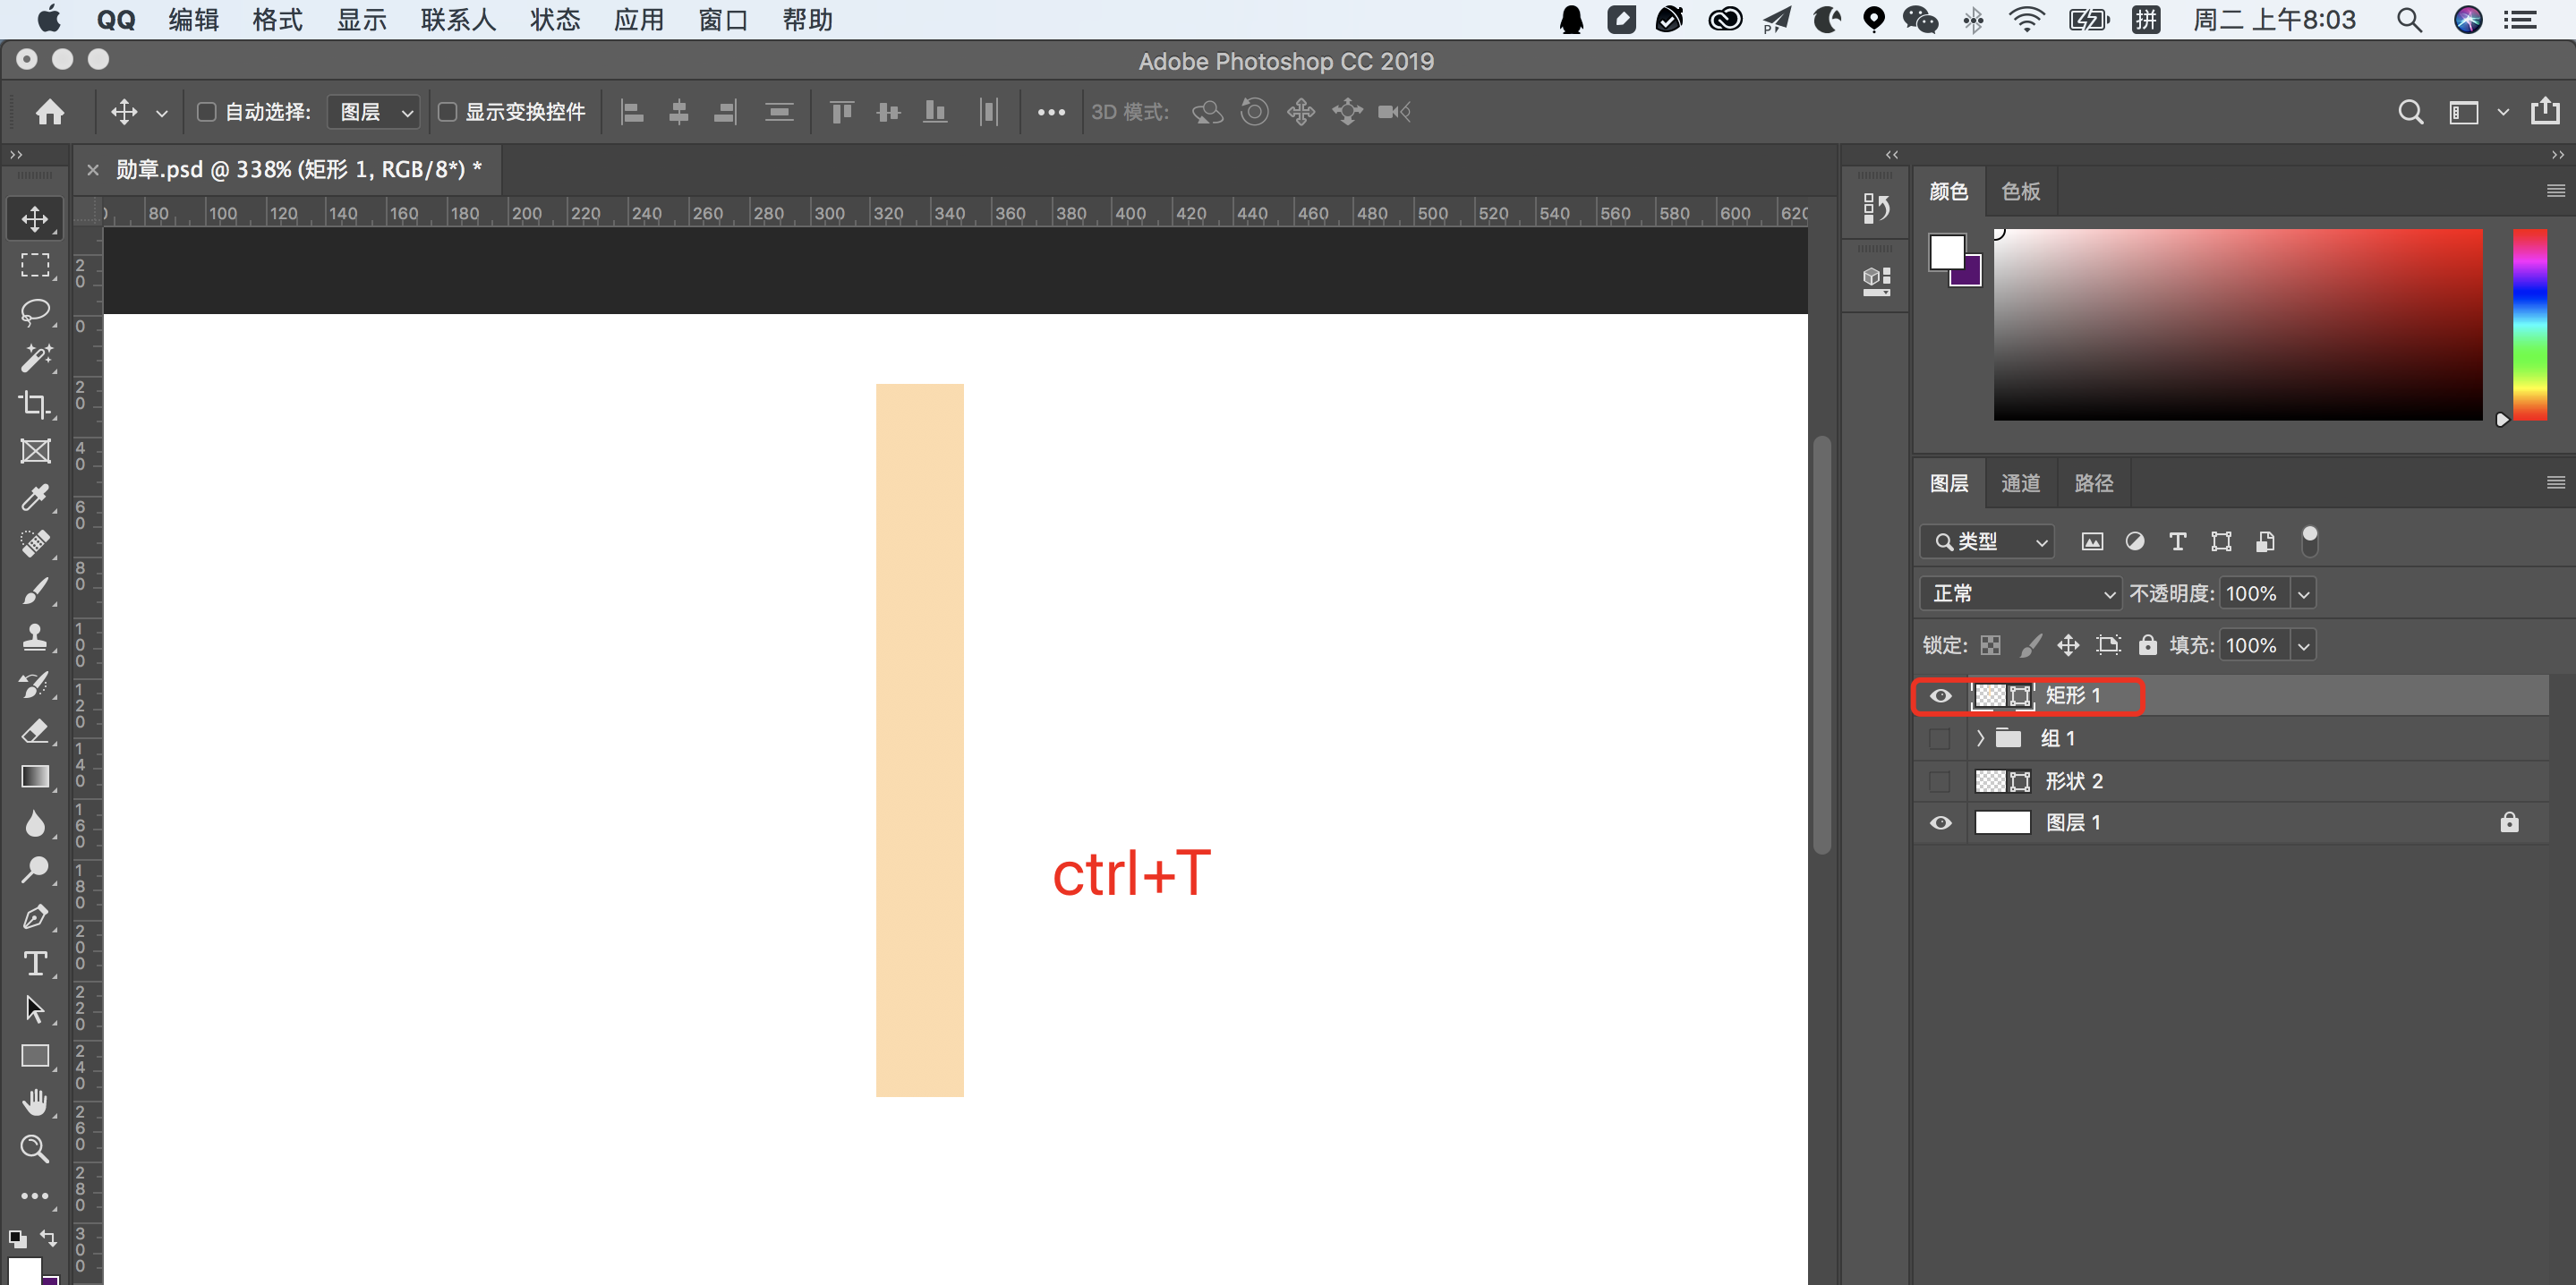 QQ 编辑 格式 显示 联系人 状态 应用 窗口 帮助 拼 周二 上午8:03
Adobe Photoshop CC 2019
自动选择: 图层 显示变换控件 3D 模式:
× 勋章.psd @ 338% (矩形 1, RGB/8*) *
80 100 120 140 160 180 200 220 240 260 280 300 320 340 360 380 400 420 440 460 480 500 520 540 560 580 600 620
20
0
20
40
60
80
100
120
140
160
180
200
220
240
260
280
300
颜色 色板
图层 通道 路径
类型
正常 不透明度: 100%
锁定: 填充: 100%
矩形 1
组 1
形状 2
图层 1
ctrl+T